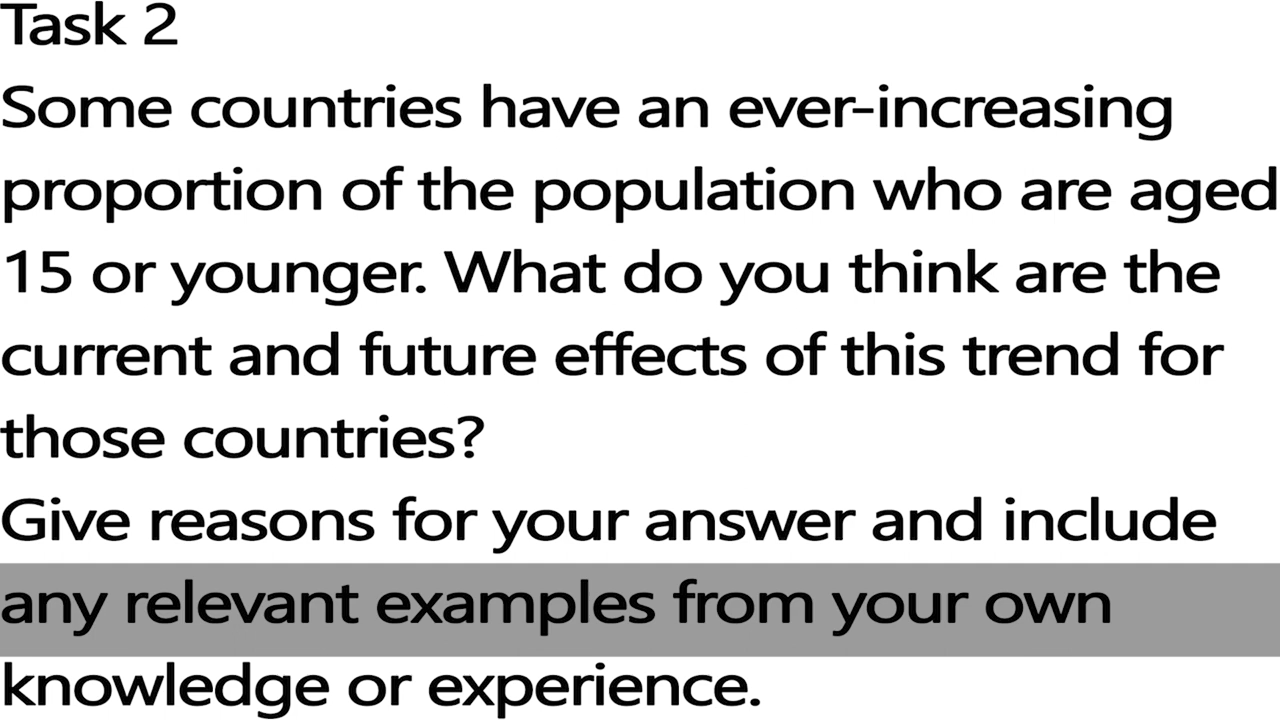 Task 2
Some countries have an ever-increasing
proportion of the population who are aged
15 or younger. What do you think are the
current and future effects of this trend for
those countries?
Give reasons for your answer and include
any relevant examples from your own
knowledge or experience.